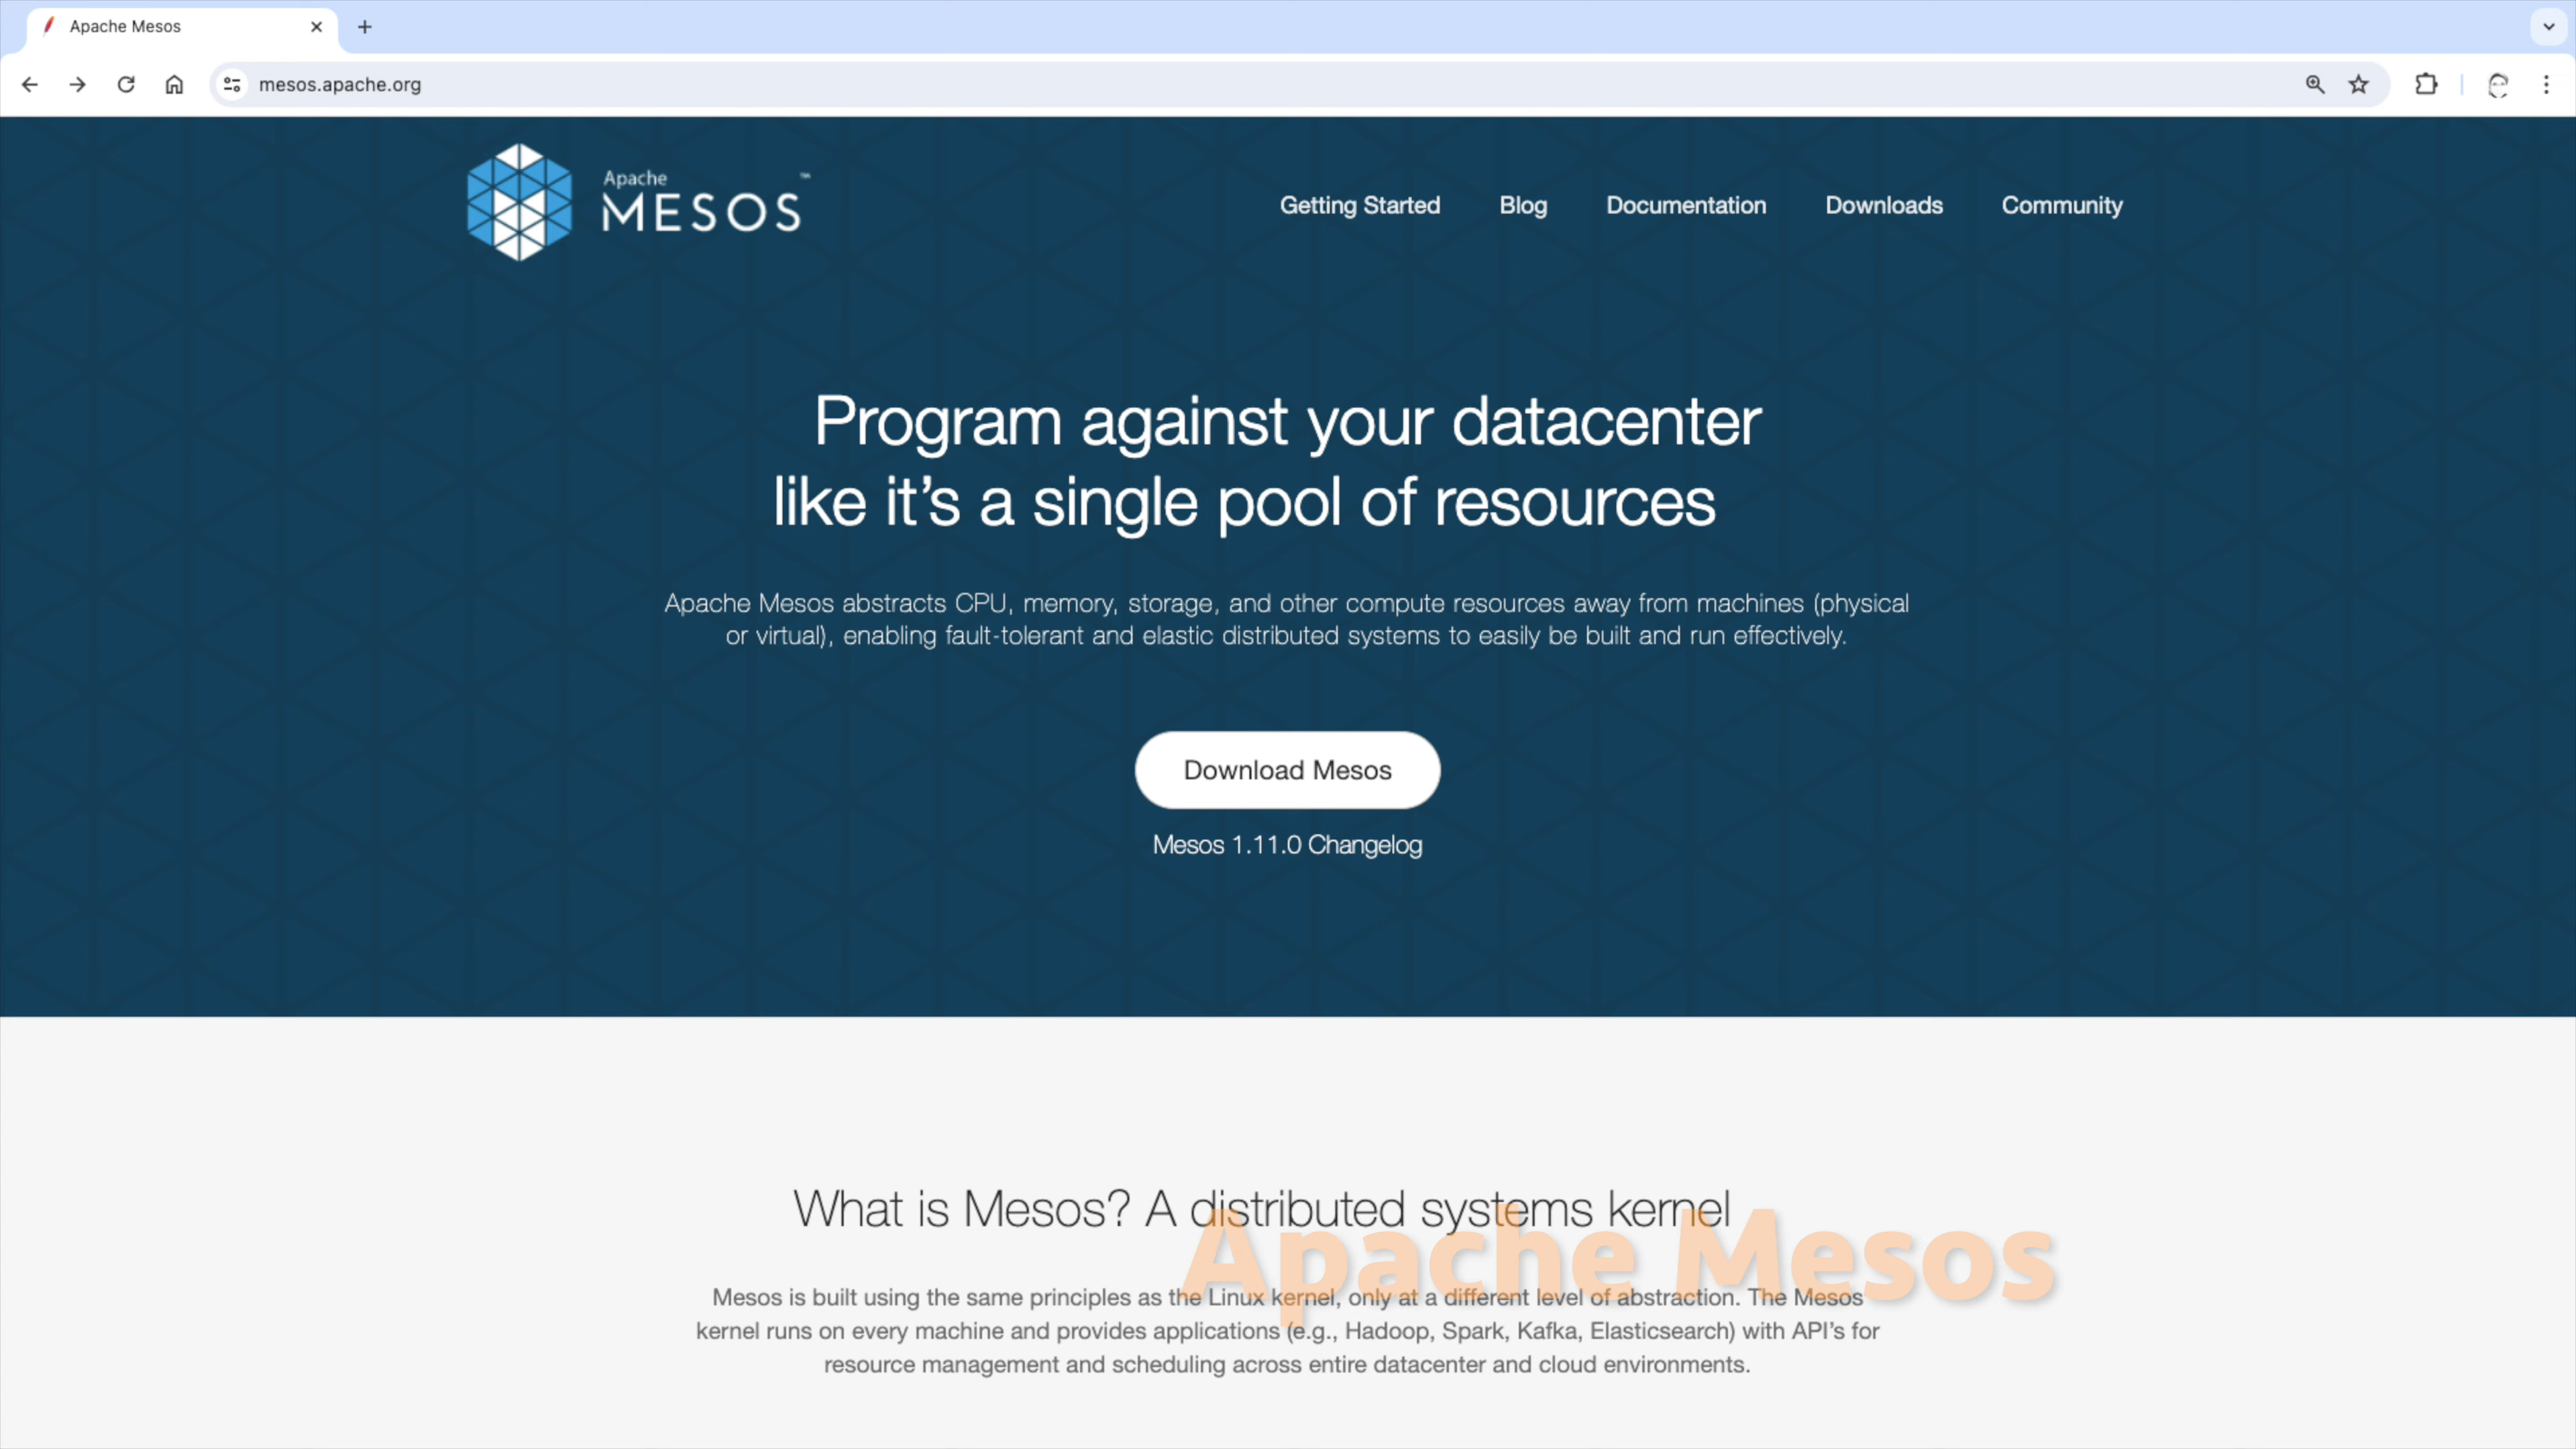 Apache Mesos
mesos.apache.org
Apache
MESOS™
Getting Started Blog Documentation Downloads Community
Program against your datacenter
like it’s a single pool of resources
Apache Mesos abstracts CPU, memory, storage, and other compute resources away from machines (physical
or virtual), enabling fault-tolerant and elastic distributed systems to easily be built and run effectively.
Download Mesos
Mesos 1.11.0 Changelog
What is Mesos? A distributed systems kernel
Apache Mesos
Mesos is built using the same principles as the Linux kernel, only at a different level of abstraction. The Mesos
kernel runs on every machine and provides applications (e.g., Hadoop, Spark, Kafka, Elasticsearch) with API’s for
resource management and scheduling across entire datacenter and cloud environments.